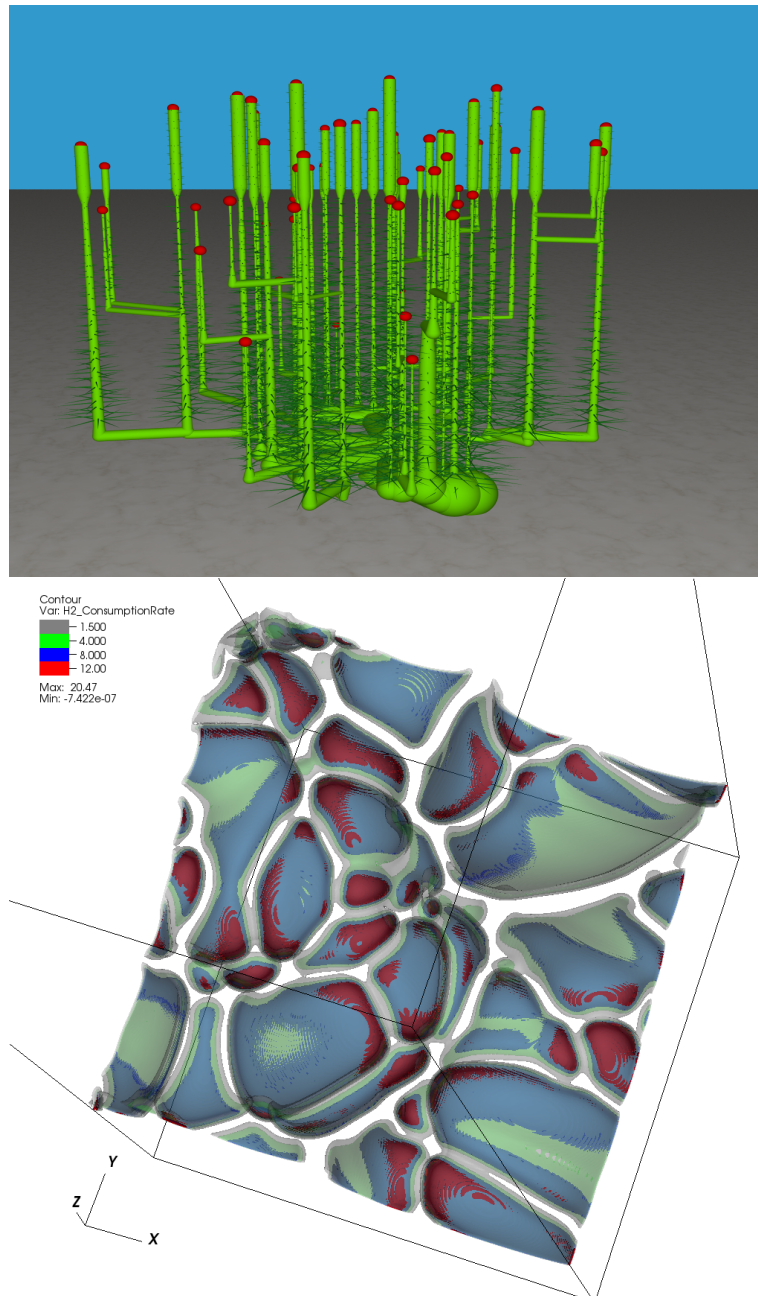 Contour
Var: H2_ConsumptionRate
1.500
4.000
8.000
12.00
Max: 20.47
Min: -7.422e-07
Y
Z
X